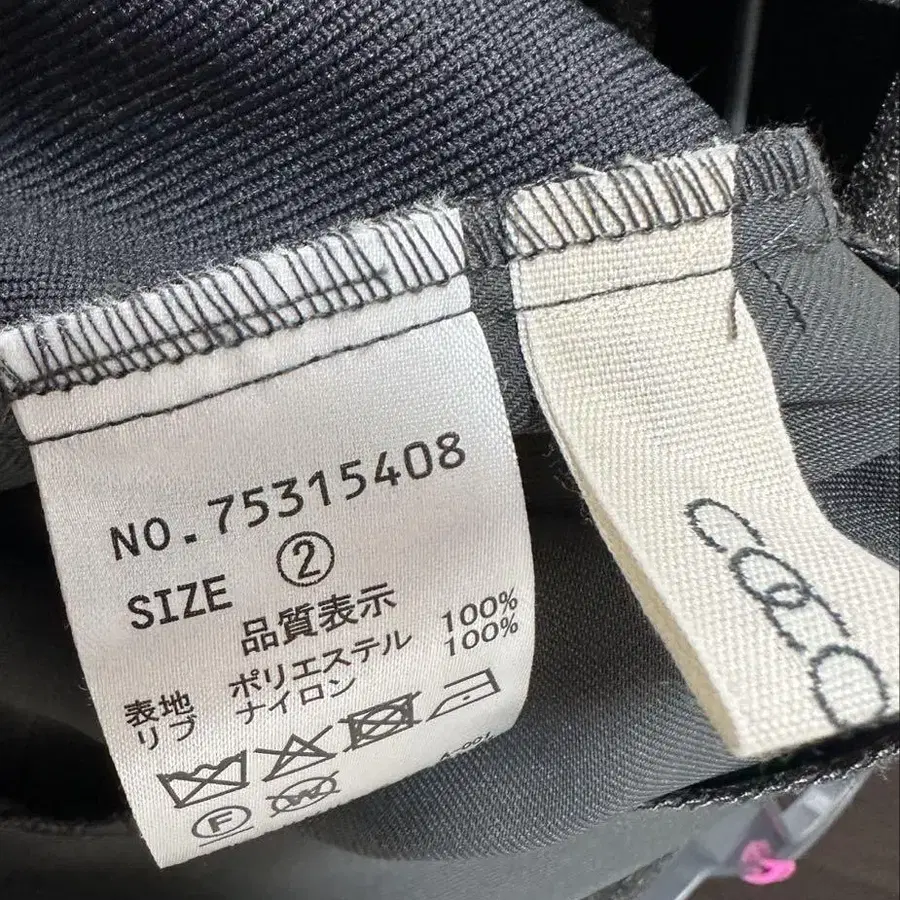 NO.75315408
SIZE ②
品質表示
表地 ポリエステル 100%
リブ ナイロン 100%
A-001
F
W